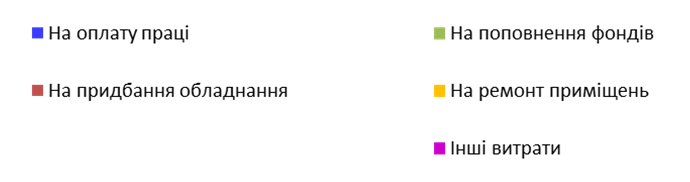 На оплату праці
На поповнення фондів
На придбання обладнання
На ремонт приміщень
Інші витрати